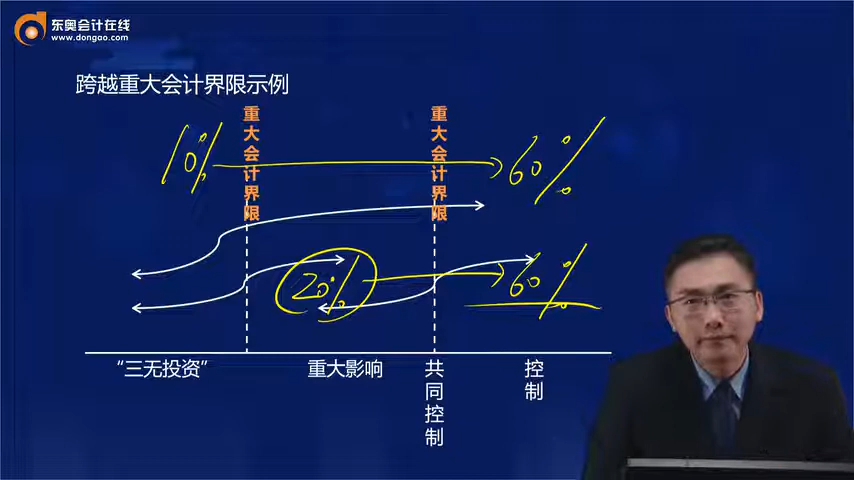 东奥会计在线
www.dongao.com
跨越重大会计界限示例
重大会计界限
重大会计界限
10% 60%
20% 60%
“三无投资” 重大影响 共同控制 控制